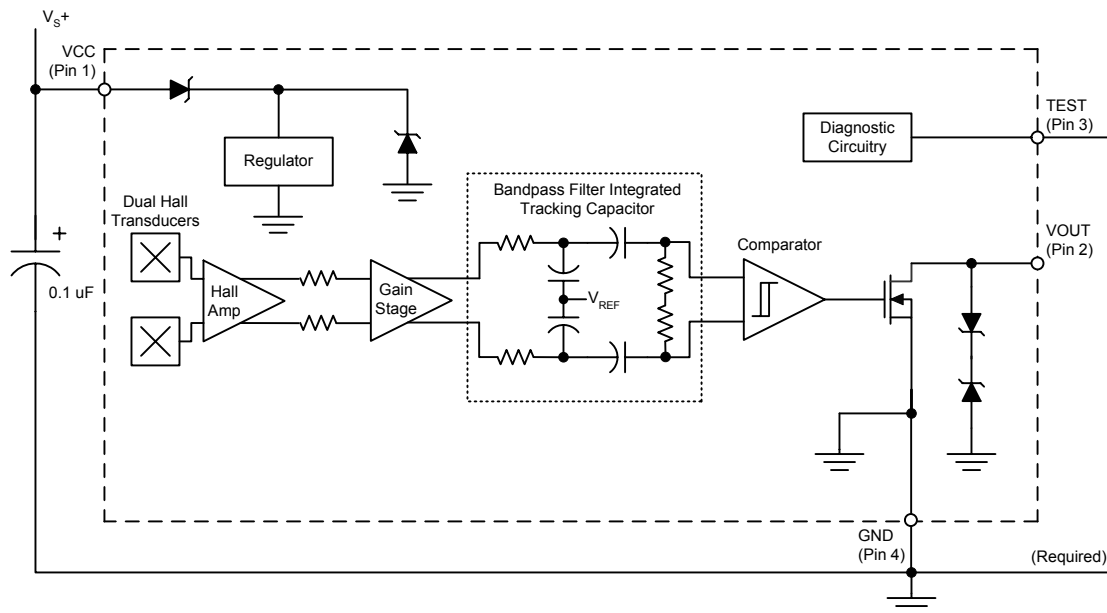 VS+
VCC
(Pin 1)
TEST
(Pin 3)
Diagnostic
Circuitry
Regulator
Bandpass Filter Integrated
Tracking Capacitor
Dual Hall
Transducers
VOUT
(Pin 2)
Comparator
+
0.1 uF
Hall
Amp
Gain
Stage
VREF
GND
(Pin 4)
(Required)